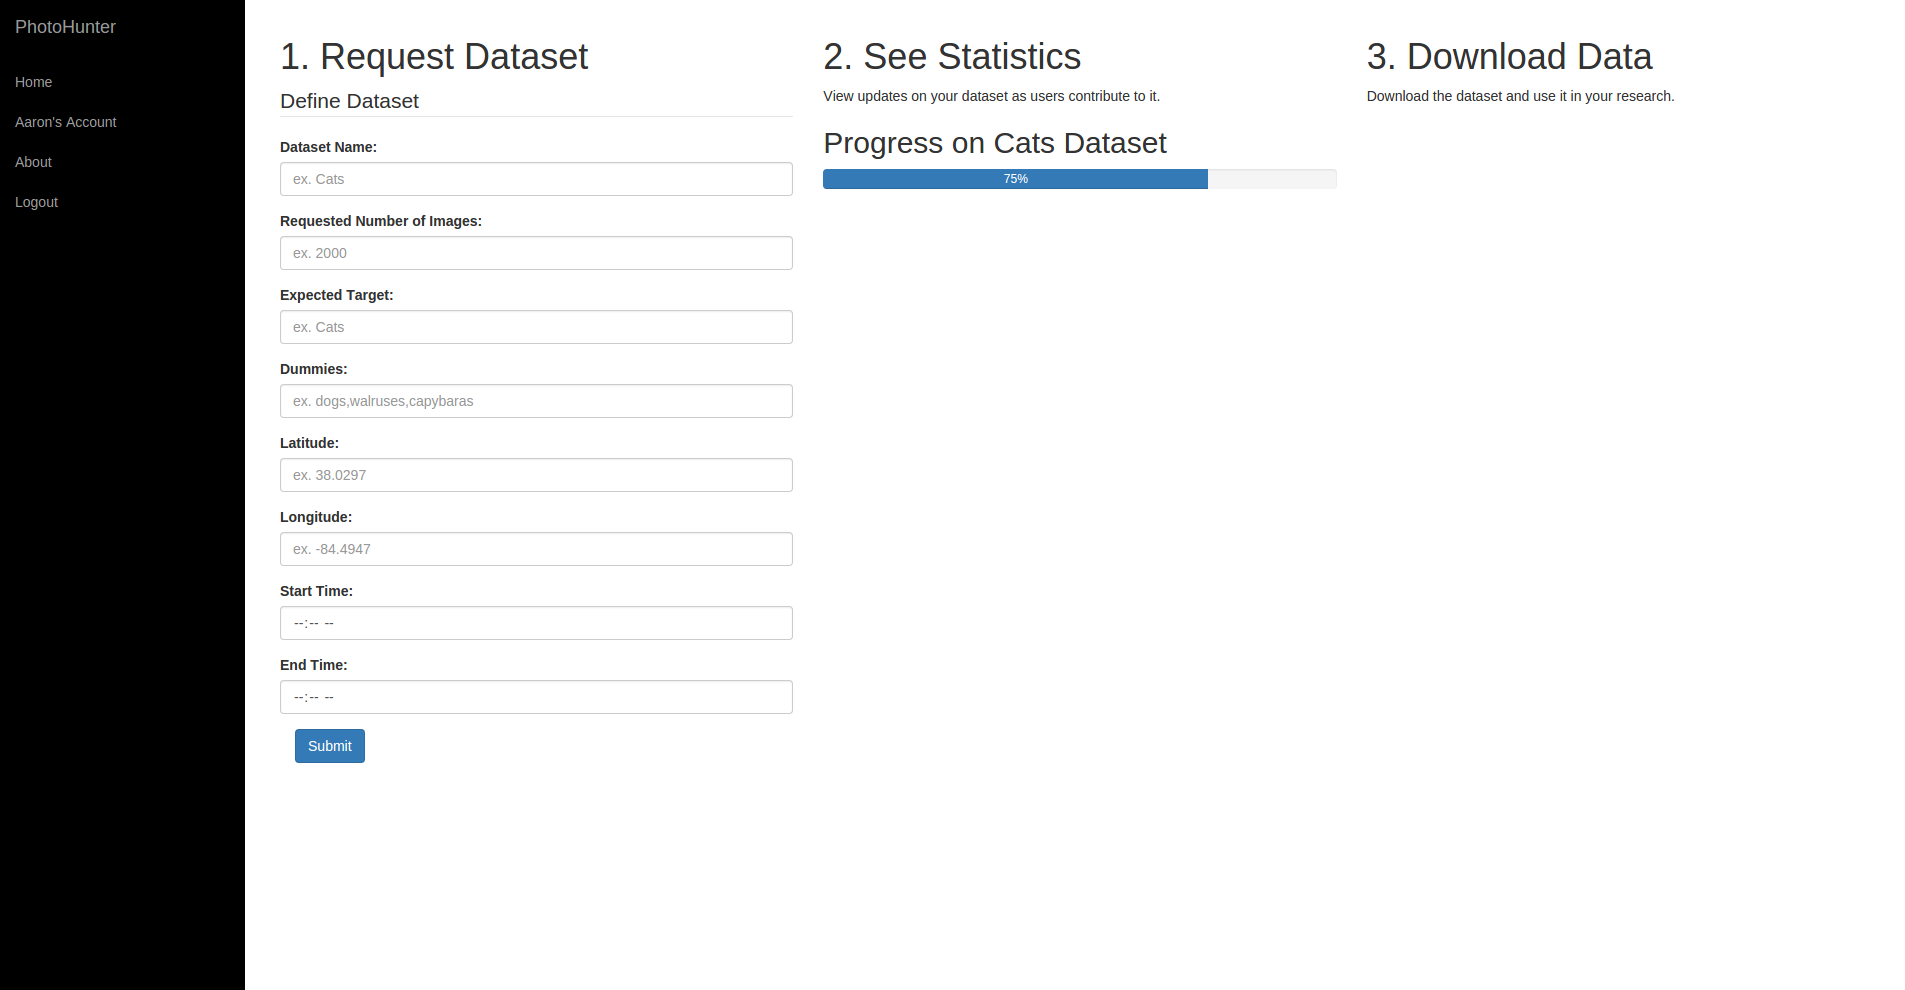 PhotoHunter
Home
Aaron's Account
About
Logout
1. Request Dataset
Define Dataset
Dataset Name:
ex. Cats
Requested Number of Images:
ex. 2000
Expected Target:
ex. Cats
Dummies:
ex. dogs,walruses,capybaras
Latitude:
ex. 38.0297
Longitude:
ex. -84.4947
Start Time:
--:-- --
End Time:
--:-- --
Submit
2. See Statistics
View updates on your dataset as users contribute to it.
Progress on Cats Dataset
75%
3. Download Data
Download the dataset and use it in your research.